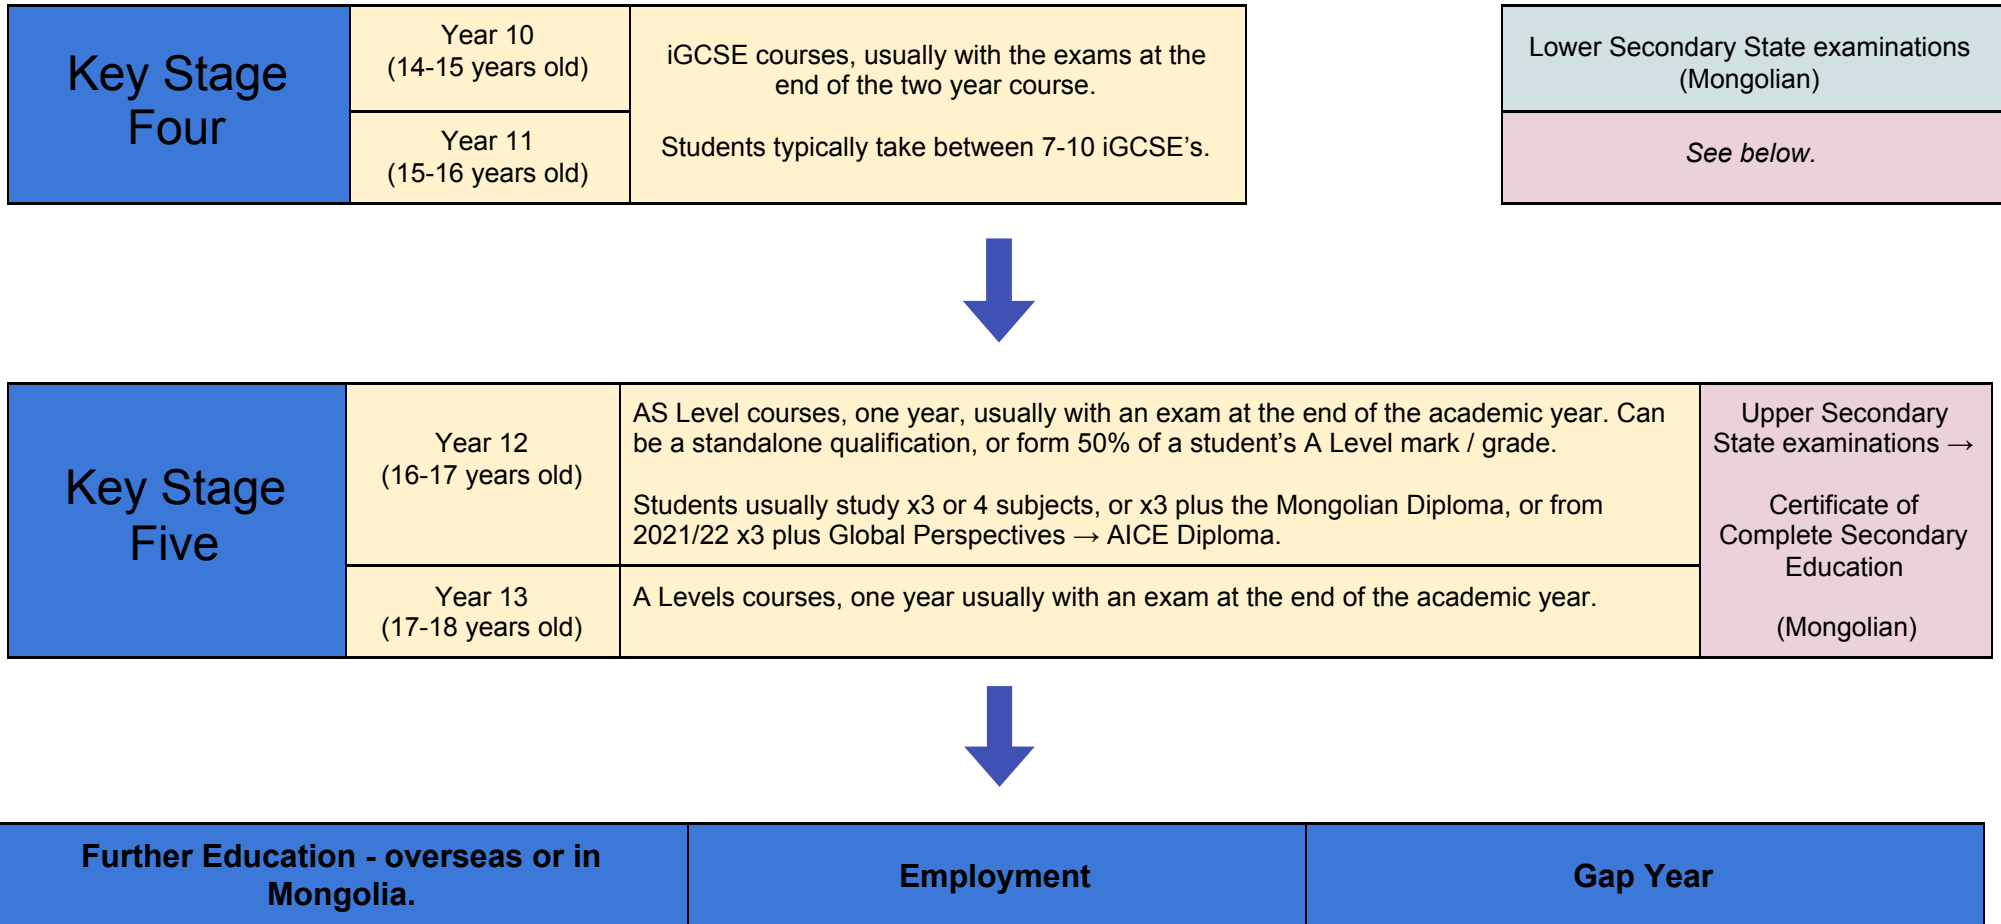 Key Stage
Four
Year 10
(14-15 years old)
Year 11
(15-16 years old)
iGCSE courses, usually with the exams at the
end of the two year course.
Students typically take between 7-10 iGCSE's.
Lower Secondary State examinations
(Mongolian)
See below.
Key Stage
Five
Year 12
(16-17 years old)
AS Level courses, one year, usually with an exam at the end of the academic year. Can
be a standalone qualification, or form 50% of a student's A Level mark / grade.
Students usually study x3 or 4 subjects, or x3 plus the Mongolian Diploma, or from
2021/22 x3 plus Global Perspectives → AICE Diploma.
Year 13
(17-18 years old)
A Levels courses, one year usually with an exam at the end of the academic year.
Upper Secondary
State examinations →
Certificate of
Complete Secondary
Education
(Mongolian)
Further Education - overseas or in
Mongolia.
Employment
Gap Year